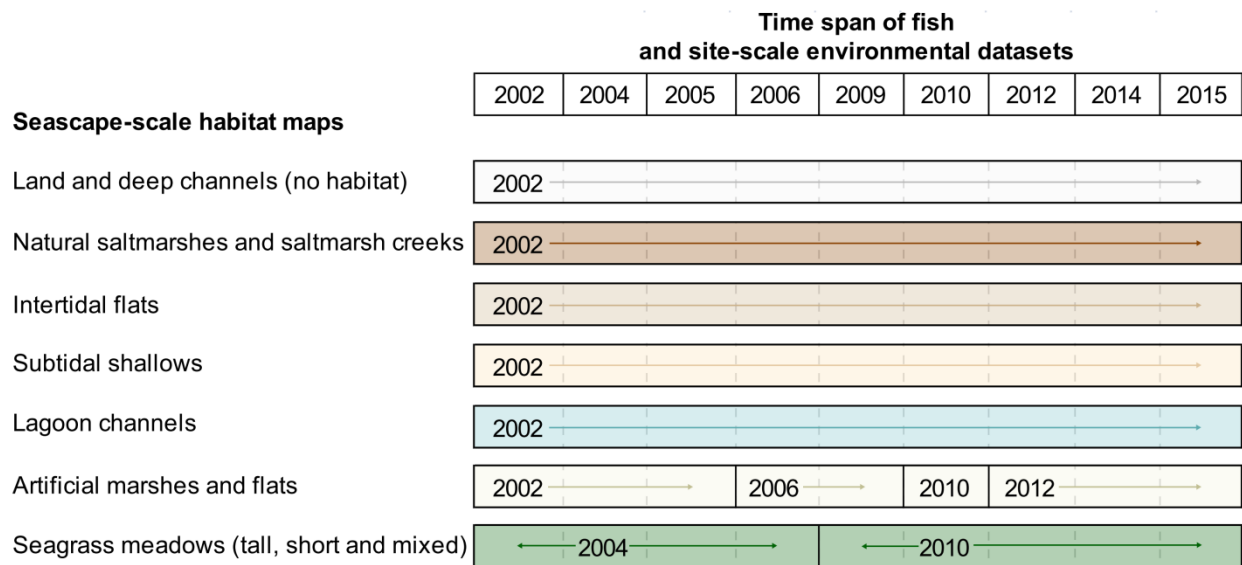 Time span of fish
and site-scale environmental datasets
2002 2004 2005 2006 2009 2010 2012 2014 2015
Seascape-scale habitat maps
Land and deep channels (no habitat) 2002
Natural saltmarshes and saltmarsh creeks 2002
Intertidal flats 2002
Subtidal shallows 2002
Lagoon channels 2002
Artificial marshes and flats 2002 2006 2010 2012
Seagrass meadows (tall, short and mixed) 2004 2010